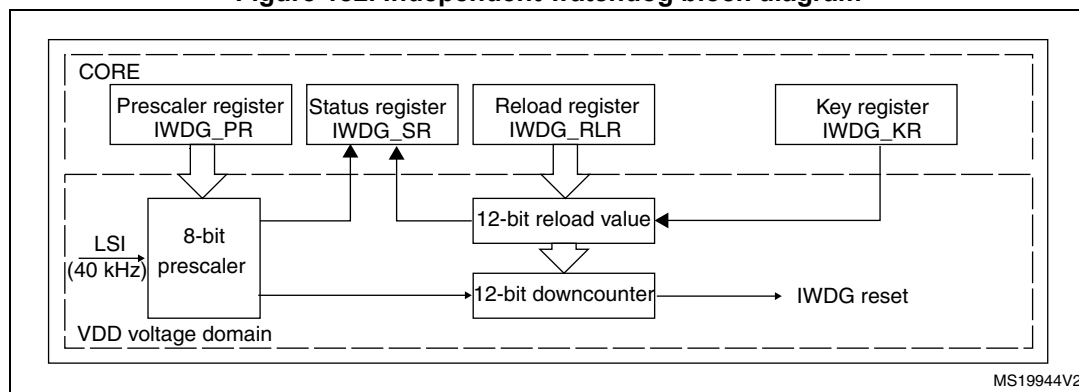 Figure Independent watchdog block diagram
CORE
Prescaler register
IWDG_PR
Status register
IWDG_SR
Reload register
IWDG_RLR
Key register
IWDG_KR
LSI
(40 kHz)
8-bit
prescaler
12-bit reload value
12-bit downcounter
IWDG reset
VDD voltage domain
MS19944V2